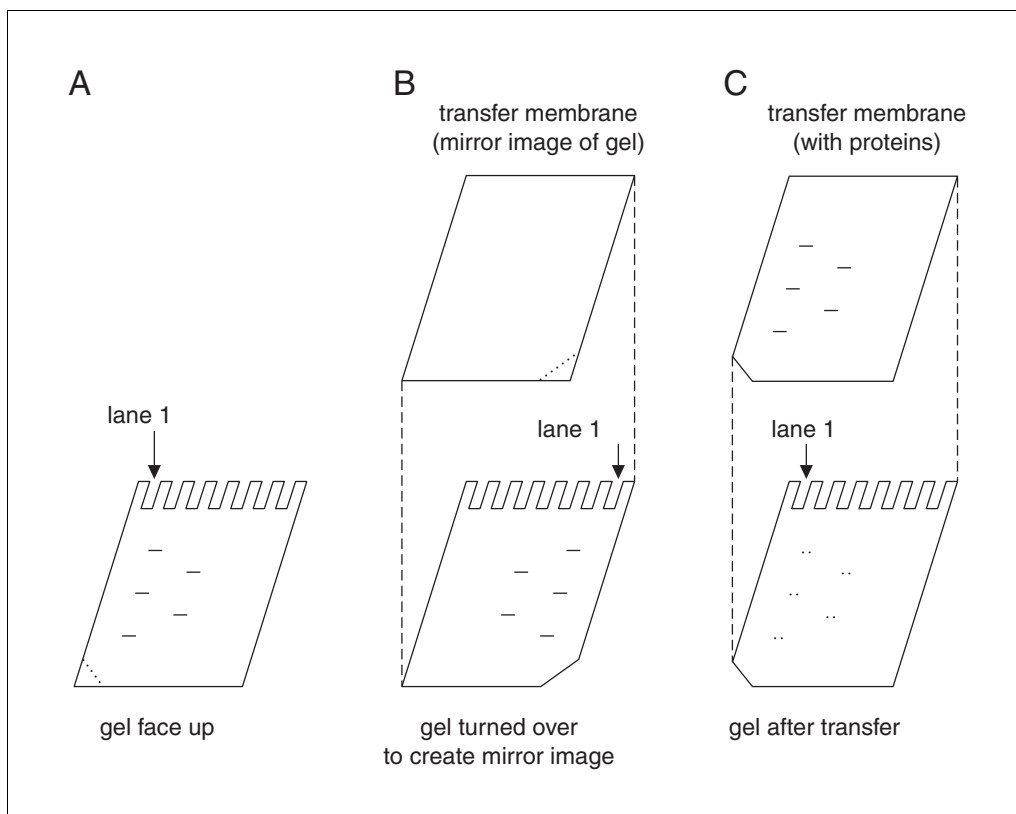 A
B
C
transfer membrane
(mirror image of gel)
transfer membrane
(with proteins)
lane 1
lane 1
lane 1
gel face up
gel turned over
to create mirror image
gel after transfer